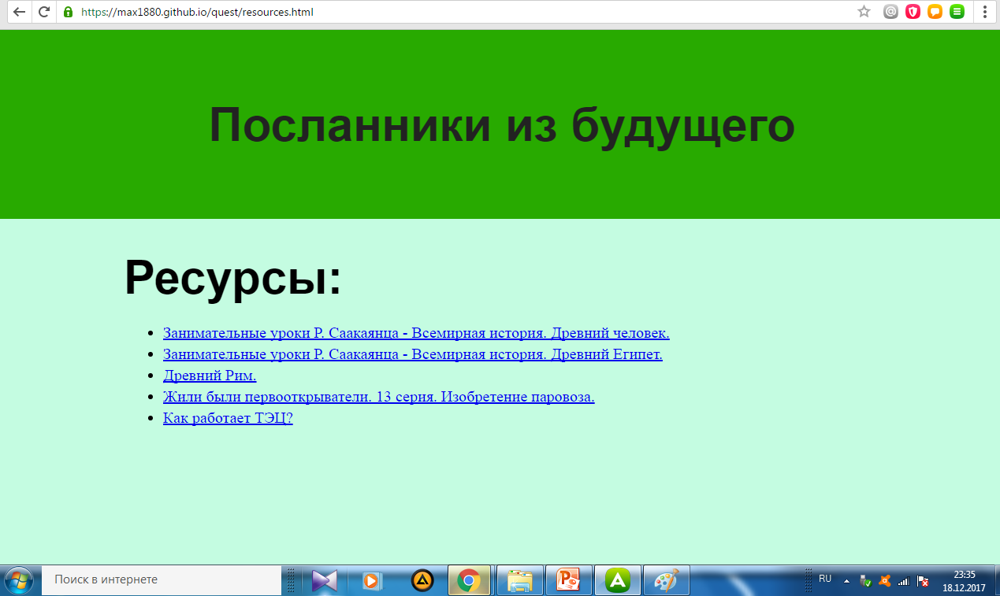 https://max1880.github.io/quest/resources.html
Посланники из будущего
Ресурсы:
Занимательные уроки Р. Саакаянца - Всемирная история. Древний человек.
Занимательные уроки Р. Саакаянца - Всемирная история. Древний Египет.
Древний Рим.
Жили были первооткрыватели. 13 серия. Изобретение паровоза.
Как работает ТЭЦ?
Поиск в интернете
RU
23:35
18.12.2017